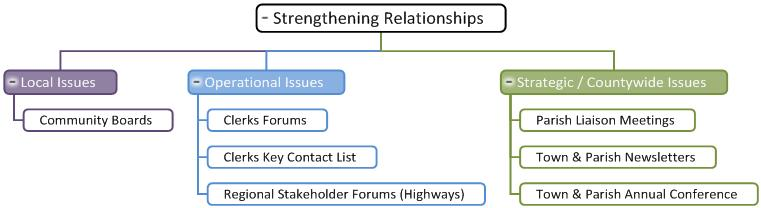 Strengthening Relationships
Local Issues
Community Boards
Operational Issues
Clerks Forums
Clerks Key Contact List
Regional Stakeholder Forums (Highways)
Strategic / Countywide Issues
Parish Liaison Meetings
Town & Parish Newsletters
Town & Parish Annual Conference